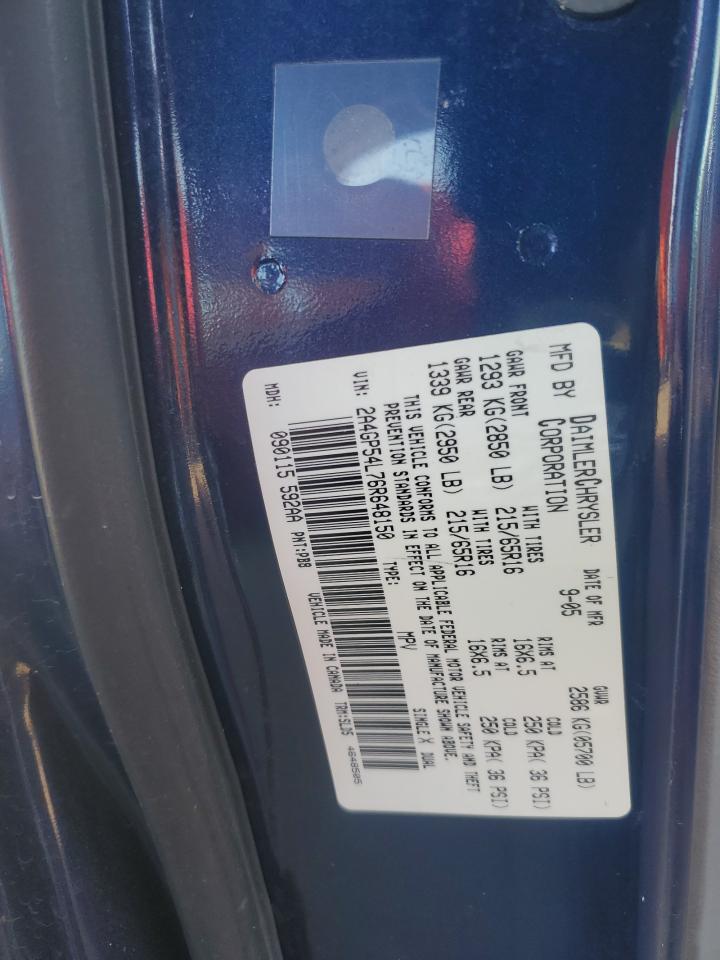 MFD BY DAIMLERCHRYSLER CORPORATION DATE OF MFR 9-05 GVWR 2586 KG(05700 LB)
GAWR FRONT WITH TIRES RIMS AT COLD
1293 KG(2850 LB) 215/65R16 16X6.5 250 KPA( 36 PSI)
GAWR REAR WITH TIRES RIMS AT COLD
1339 KG(2950 LB) 215/65R16 16X6.5 250 KPA( 36 PSI)
THIS VEHICLE CONFORMS TO ALL APPLICABLE FEDERAL MOTOR VEHICLE SAFETY AND THEFT
PREVENTION STANDARDS IN EFFECT ON THE DATE OF MANUFACTURE SHOWN ABOVE.
VIN: 2A4GP54L76R648150 TYPE: MPV SINGLE X DUAL
MDH: 090115 592AA PNT:PB8 VEHICLE MADE IN CANADA TRM:SLD5 4648505